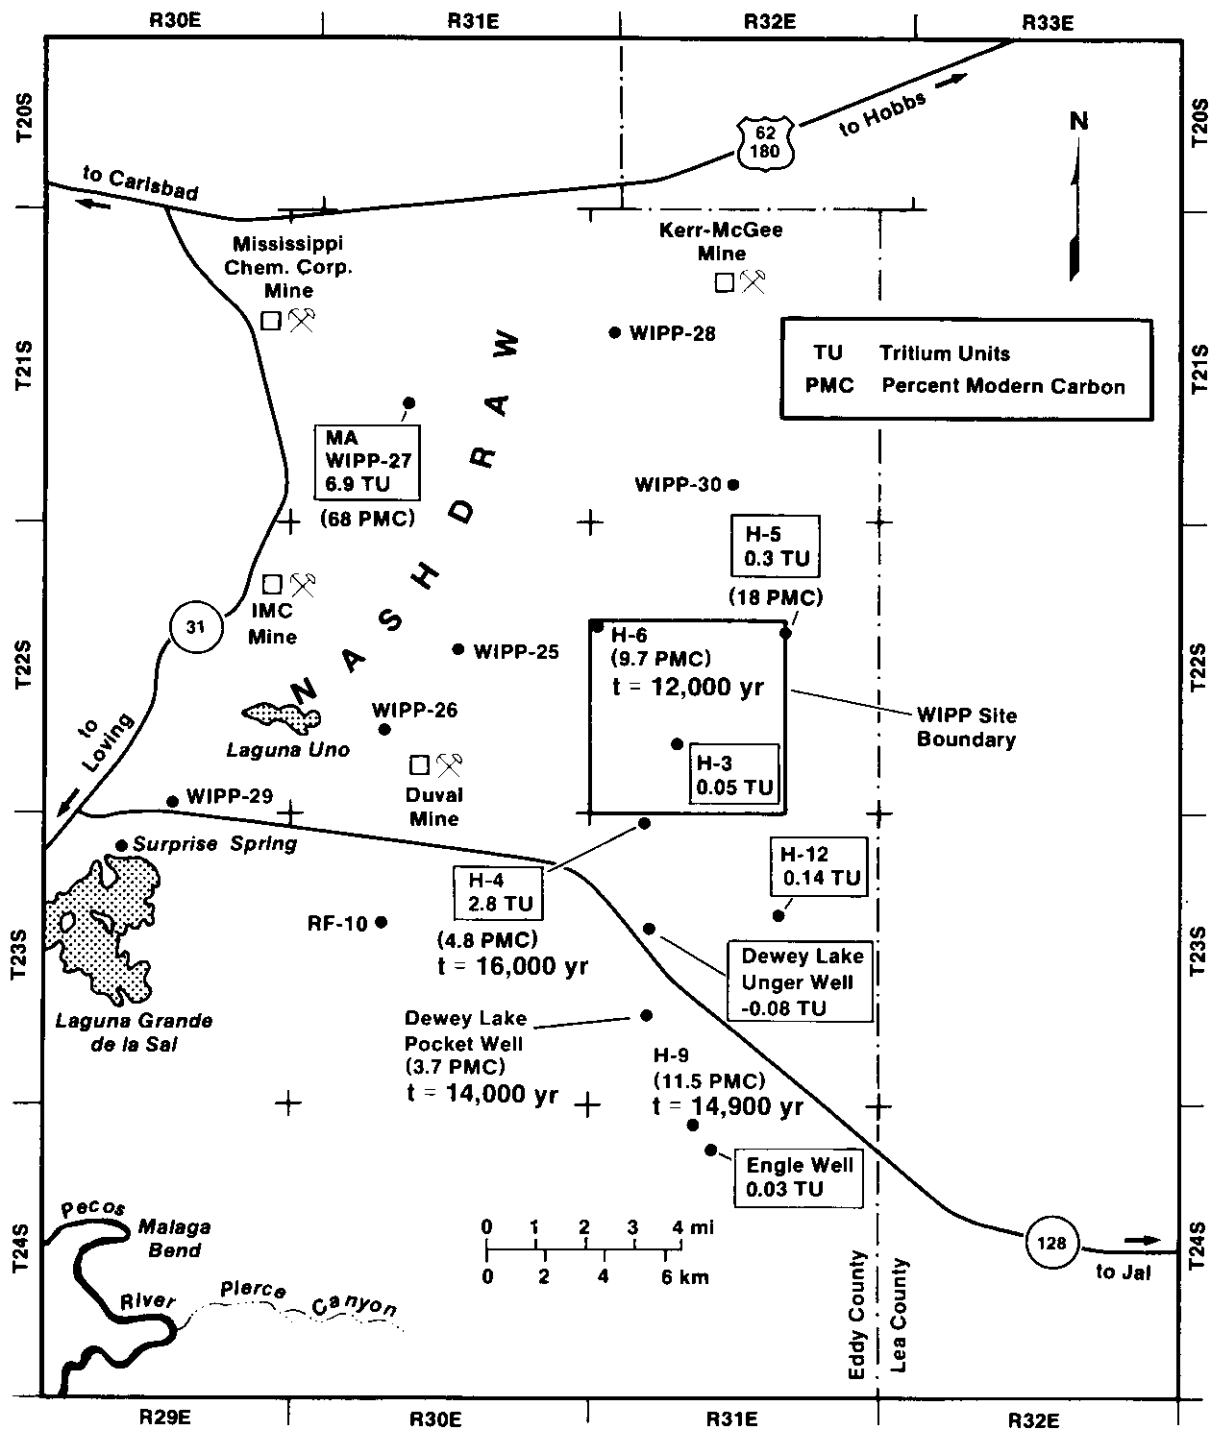 R30E
R31E
R32E
R33E
T20S
T20S
62
180
to Hobbs
N
to Carlsbad
Mississippi
Chem. Corp.
Mine
Kerr-McGee
Mine
WIPP-28
TU Tritium Units
PMC Percent Modern Carbon
T21S
T21S
MA
WIPP-27
6.9 TU
(68 PMC)
NASH DRAW
WIPP-30
H-5
0.3 TU
(18 PMC)
IMC
Mine
31
H-6
(9.7 PMC)
t = 12,000 yr
WIPP-25
T22S
T22S
WIPP Site
Boundary
to
Loving
Laguna Uno
WIPP-26
Duval
Mine
H-3
0.05 TU
WIPP-29
Surprise Spring
H-12
0.14 TU
H-4
2.8 TU
(4.8 PMC)
t = 16,000 yr
RF-10
T23S
T23S
Dewey Lake
Unger Well
-0.08 TU
Laguna Grande
de la Sal
Dewey Lake
Pocket Well
(3.7 PMC)
t = 14,000 yr
H-9
(11.5 PMC)
t = 14,900 yr
Engle Well
0.03 TU
Pecos
Malaga
Bend
River
Pierce Canyon
T24S
T24S
0 1 2 3 4 mi
0 2 4 6 km
128
to Jal
Eddy County
Lea County
R29E
R30E
R31E
R32E